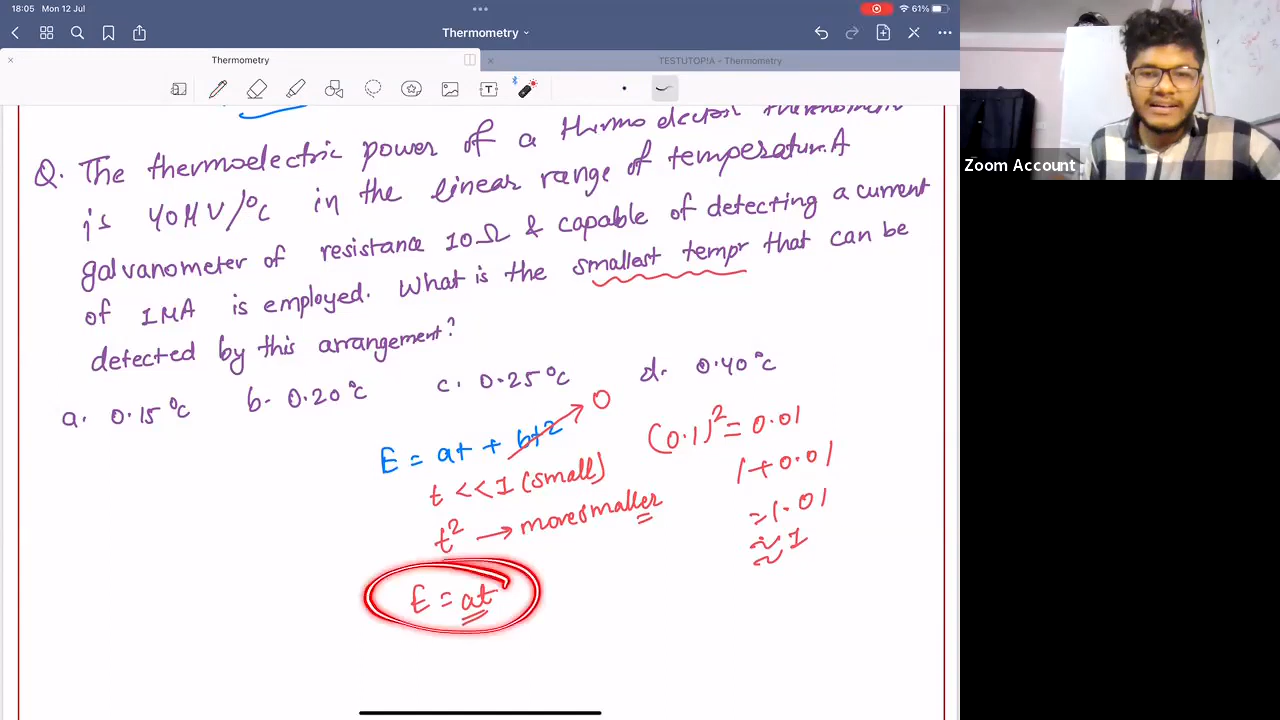 18:05 Mon 12 Jul
61%
Thermometry
Thermometry
TESTUTOPIA - Thermometry
Zoom Account
Q. The thermoelectric power of a thermo electric
is 40μV/°C in the linear range of temperature. A
galvanometer of resistance 10Ω & capable of detecting a current
of 1μA is employed. What is the smallest tempr that can be
detected by this arrangement?
a. 0.15°C b. 0.20°C c. 0.25°C d. 0.40°C
E = at + bt2 0
t << 1 (small)
t2 → more smaller
E = at
(0.1)2 = 0.01
1+0.01
= 1.01
≈ 1